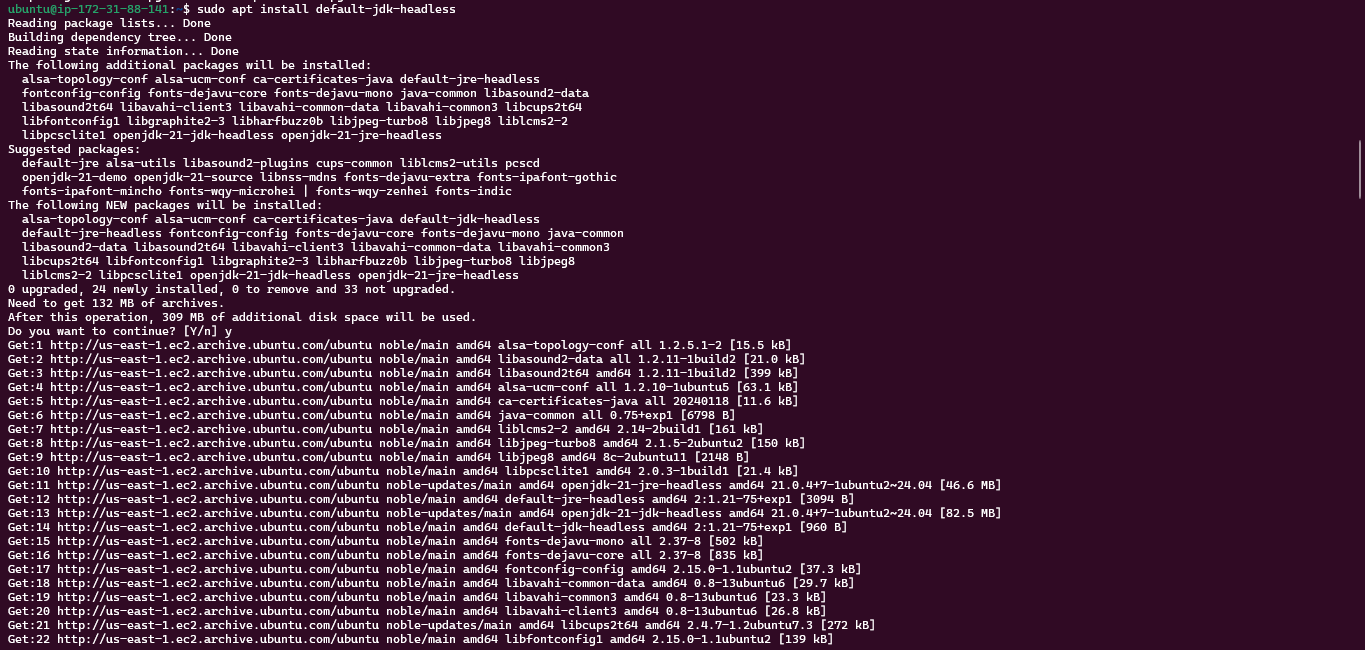 ubuntu@ip-172-31-88-141:~$ sudo apt install default-jdk-headless
Reading package lists... Done
Building dependency tree... Done
Reading state information... Done
The following additional packages will be installed:
  alsa-topology-conf alsa-ucm-conf ca-certificates-java default-jre-headless
  fontconfig-config fonts-dejavu-core fonts-dejavu-mono java-common libasound2-data
  libasound2t64 libavahi-client3 libavahi-common-data libavahi-common3 libcups2t64
  libfontconfig1 libgraphite2-3 libharfbuzz0b libjpeg-turbo8 libjpeg8 liblcms2-2
  libpcsclite1 openjdk-21-jdk-headless openjdk-21-jre-headless
Suggested packages:
  default-jre alsa-utils libasound2-plugins cups-common liblcms2-utils pcscd
  openjdk-21-demo openjdk-21-source libnss-mdns fonts-dejavu-extra fonts-ipafont-gothic
  fonts-ipafont-mincho fonts-wqy-microhei | fonts-wqy-zenhei fonts-indic
The following NEW packages will be installed:
  alsa-topology-conf alsa-ucm-conf ca-certificates-java default-jdk-headless
  default-jre-headless fontconfig-config fonts-dejavu-core fonts-dejavu-mono java-common
  libasound2-data libasound2t64 libavahi-client3 libavahi-common-data libavahi-common3
  libcups2t64 libfontconfig1 libgraphite2-3 libharfbuzz0b libjpeg-turbo8 libjpeg8
  liblcms2-2 libpcsclite1 openjdk-21-jdk-headless openjdk-21-jre-headless
0 upgraded, 24 newly installed, 0 to remove and 33 not upgraded.
Need to get 132 MB of archives.
After this operation, 309 MB of additional disk space will be used.
Do you want to continue? [Y/n] y
Get:1 http://us-east-1.ec2.archive.ubuntu.com/ubuntu noble/main amd64 alsa-topology-conf all 1.2.5.1-2 [15.5 kB]
Get:2 http://us-east-1.ec2.archive.ubuntu.com/ubuntu noble/main amd64 libasound2-data all 1.2.11-1build2 [21.0 kB]
Get:3 http://us-east-1.ec2.archive.ubuntu.com/ubuntu noble/main amd64 libasound2t64 amd64 1.2.11-1build2 [399 kB]
Get:4 http://us-east-1.ec2.archive.ubuntu.com/ubuntu noble/main amd64 alsa-ucm-conf all 1.2.10-1ubuntu5 [63.1 kB]
Get:5 http://us-east-1.ec2.archive.ubuntu.com/ubuntu noble/main amd64 ca-certificates-java all 20240118 [11.6 kB]
Get:6 http://us-east-1.ec2.archive.ubuntu.com/ubuntu noble/main amd64 java-common all 0.75+exp1 [6798 B]
Get:7 http://us-east-1.ec2.archive.ubuntu.com/ubuntu noble/main amd64 liblcms2-2 amd64 2.14-2build1 [161 kB]
Get:8 http://us-east-1.ec2.archive.ubuntu.com/ubuntu noble/main amd64 libjpeg-turbo8 amd64 2.1.5-2ubuntu2 [150 kB]
Get:9 http://us-east-1.ec2.archive.ubuntu.com/ubuntu noble/main amd64 libjpeg8 amd64 8c-2ubuntu11 [2148 B]
Get:10 http://us-east-1.ec2.archive.ubuntu.com/ubuntu noble/main amd64 libpcsclite1 amd64 2.0.3-1build1 [21.4 kB]
Get:11 http://us-east-1.ec2.archive.ubuntu.com/ubuntu noble-updates/main amd64 openjdk-21-jre-headless amd64 21.0.4+7-1ubuntu2~24.04 [46.6 MB]
Get:12 http://us-east-1.ec2.archive.ubuntu.com/ubuntu noble/main amd64 default-jre-headless amd64 2:1.21-75+exp1 [3094 B]
Get:13 http://us-east-1.ec2.archive.ubuntu.com/ubuntu noble-updates/main amd64 openjdk-21-jdk-headless amd64 21.0.4+7-1ubuntu2~24.04 [82.5 MB]
Get:14 http://us-east-1.ec2.archive.ubuntu.com/ubuntu noble/main amd64 default-jdk-headless amd64 2:1.21-75+exp1 [960 B]
Get:15 http://us-east-1.ec2.archive.ubuntu.com/ubuntu noble/main amd64 fonts-dejavu-mono all 2.37-8 [502 kB]
Get:16 http://us-east-1.ec2.archive.ubuntu.com/ubuntu noble/main amd64 fonts-dejavu-core all 2.37-8 [835 kB]
Get:17 http://us-east-1.ec2.archive.ubuntu.com/ubuntu noble/main amd64 fontconfig-config amd64 2.15.0-1.1ubuntu2 [37.3 kB]
Get:18 http://us-east-1.ec2.archive.ubuntu.com/ubuntu noble/main amd64 libavahi-common-data amd64 0.8-13ubuntu6 [29.7 kB]
Get:19 http://us-east-1.ec2.archive.ubuntu.com/ubuntu noble/main amd64 libavahi-common3 amd64 0.8-13ubuntu6 [23.3 kB]
Get:20 http://us-east-1.ec2.archive.ubuntu.com/ubuntu noble/main amd64 libavahi-client3 amd64 0.8-13ubuntu6 [26.8 kB]
Get:21 http://us-east-1.ec2.archive.ubuntu.com/ubuntu noble-updates/main amd64 libcups2t64 amd64 2.4.7-1.2ubuntu7.3 [272 kB]
Get:22 http://us-east-1.ec2.archive.ubuntu.com/ubuntu noble/main amd64 libfontconfig1 amd64 2.15.0-1.1ubuntu2 [139 kB]